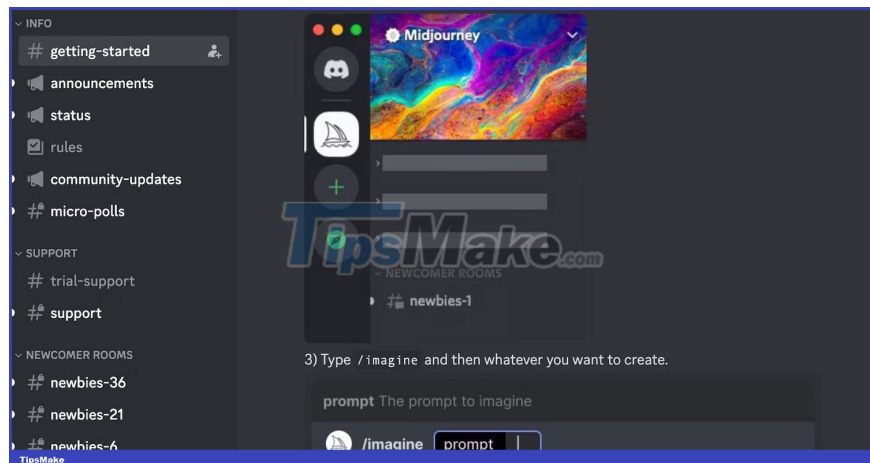 INFO
getting-started
announcements
status
rules
community-updates
micro-polls
SUPPORT
trial-support
support
NEWCOMER ROOMS
newbies-36
newbies-21
newbies-6
Midjourney
TipsMake.com
NEWCOMER ROOMS
newbies-1
3) Type /imagine and then whatever you want to create.
prompt The prompt to imagine
/imagine prompt
TipsMake